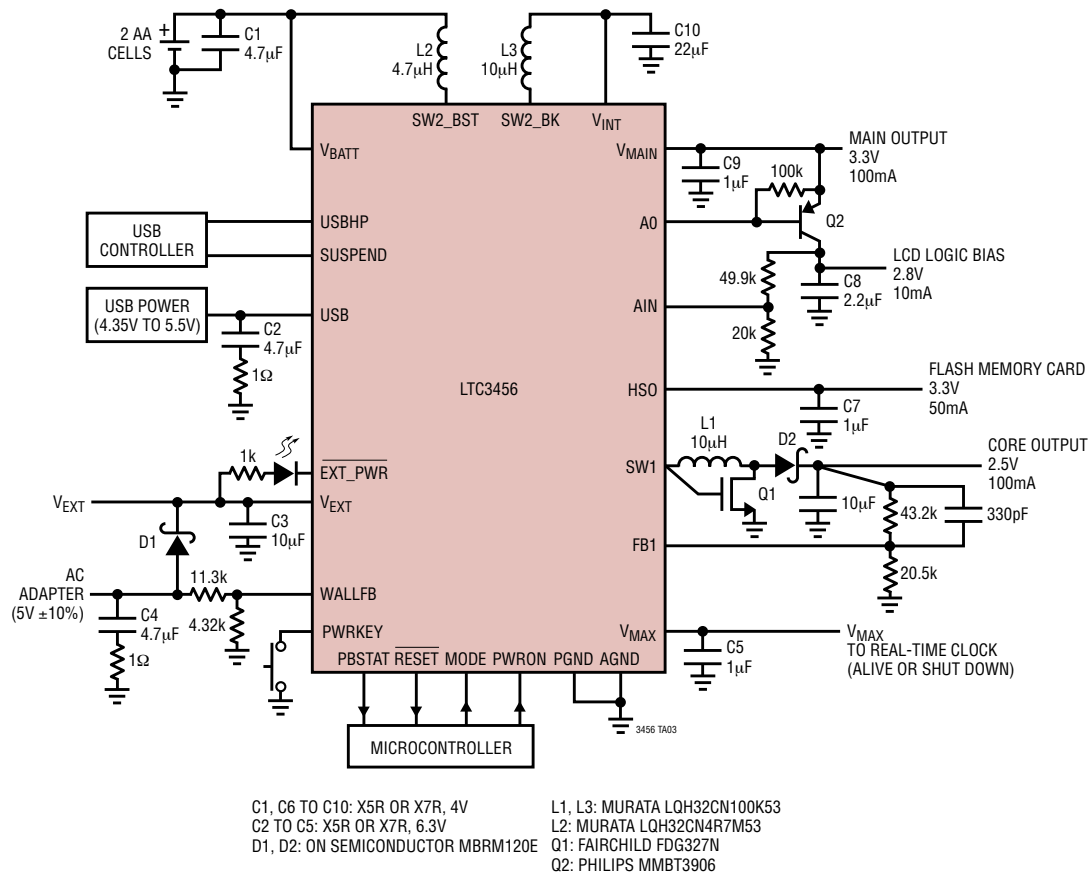 2 AA
CELLS
+
C1
4.7µF
L2
4.7µH
L3
10µH
C10
22µF
SW2_BST
SW2_BK
VINT
VBATT
VMAIN
MAIN OUTPUT
3.3V
100mA
C9
1µF
100k
USB
CONTROLLER
USBHP
SUSPEND
A0
Q2
LCD LOGIC BIAS
2.8V
10mA
49.9k
C8
2.2µF
USB POWER
(4.35V TO 5.5V)
USB
AIN
C2
4.7µF
1Ω
20k
LTC3456
HSO
FLASH MEMORY CARD
3.3V
50mA
C7
1µF
1k
EXT_PWR
L1
10µH
D2
SW1
CORE OUTPUT
2.5V
100mA
Q1
VEXT
VEXT
C3
10µF
10µF
43.2k
330pF
D1
FB1
20.5k
AC
ADAPTER
(5V ±10%)
11.3k
WALLFB
C4
4.7µF
4.32k
1Ω
PWRKEY
VMAX
VMAX
TO REAL-TIME CLOCK
(ALIVE OR SHUT DOWN)
C5
1µF
PBSTAT RESET MODE PWRON PGND AGND
3456 TA03
MICROCONTROLLER
C1, C6 TO C10: X5R OR X7R, 4V
C2 TO C5: X5R OR X7R, 6.3V
D1, D2: ON SEMICONDUCTOR MBRM120E
L1, L3: MURATA LQH32CN100K53
L2: MURATA LQH32CN4R7M53
Q1: FAIRCHILD FDG327N
Q2: PHILIPS MMBT3906